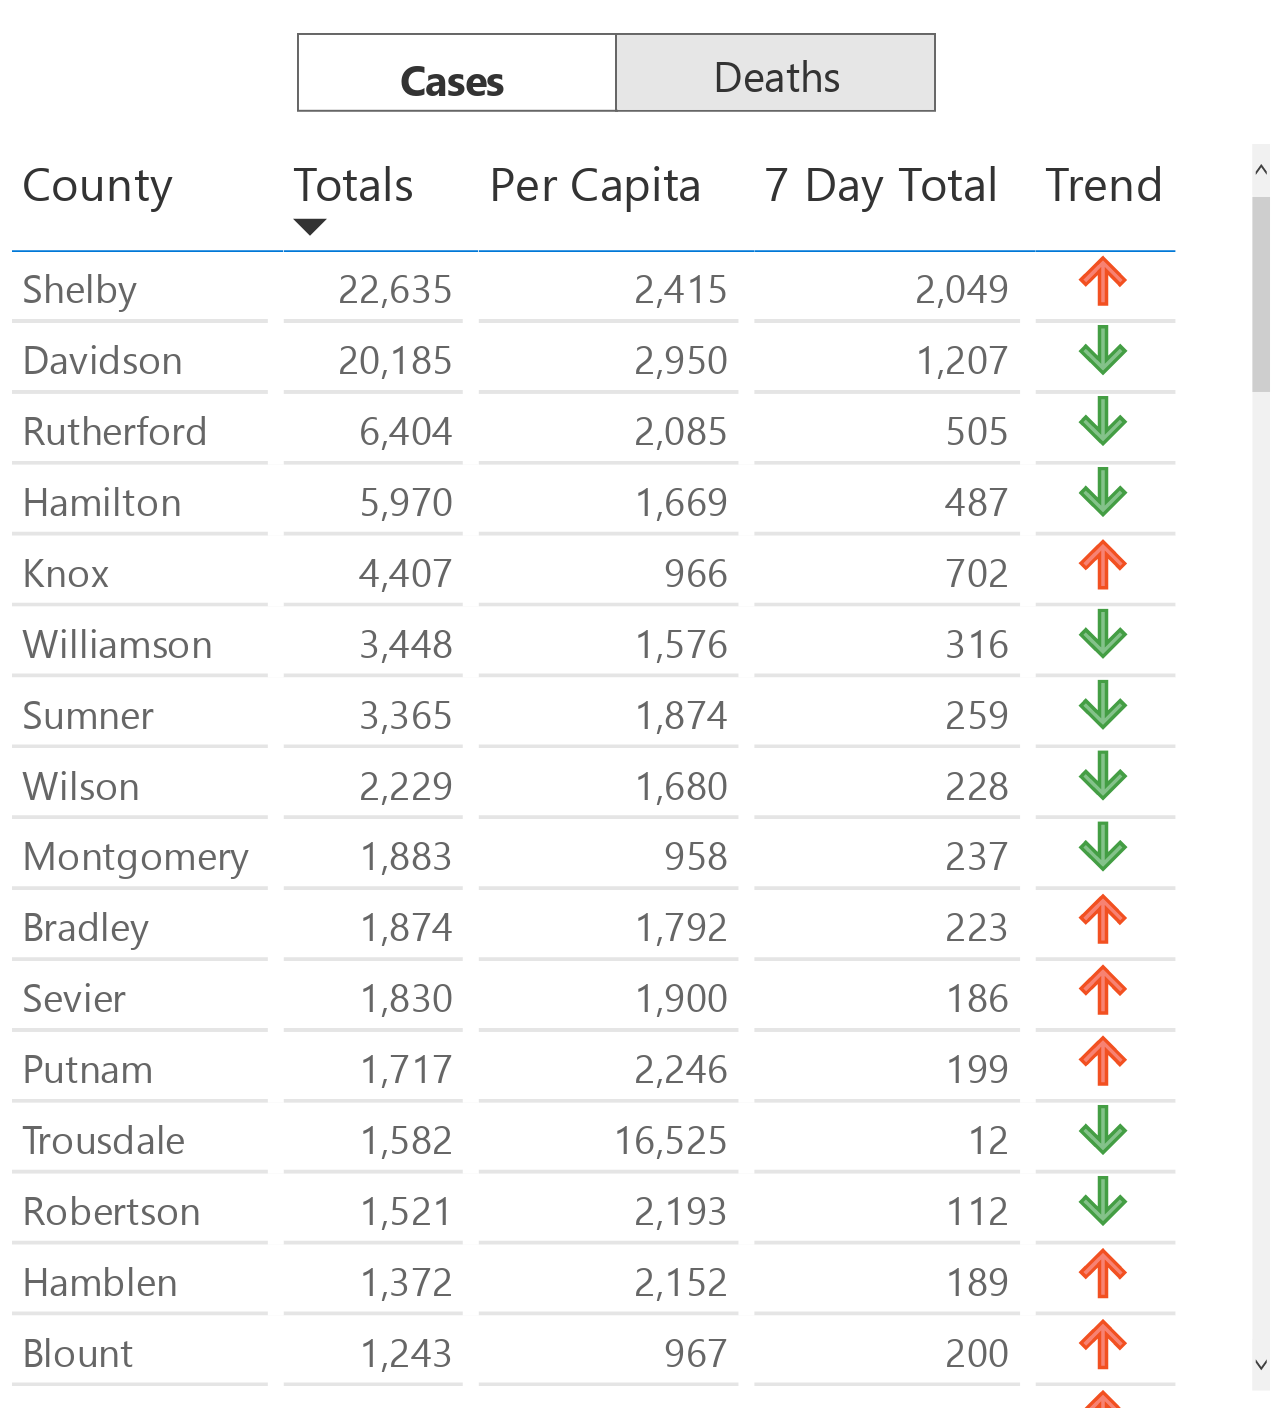 Cases Deaths
County Totals Per Capita 7 Day Total Trend
Shelby 22,635 2,415 2,049
Davidson 20,185 2,950 1,207
Rutherford 6,404 2,085 505
Hamilton 5,970 1,669 487
Knox 4,407 966 702
Williamson 3,448 1,576 316
Sumner 3,365 1,874 259
Wilson 2,229 1,680 228
Montgomery 1,883 958 237
Bradley 1,874 1,792 223
Sevier 1,830 1,900 186
Putnam 1,717 2,246 199
Trousdale 1,582 16,525 12
Robertson 1,521 2,193 112
Hamblen 1,372 2,152 189
Blount 1,243 967 200